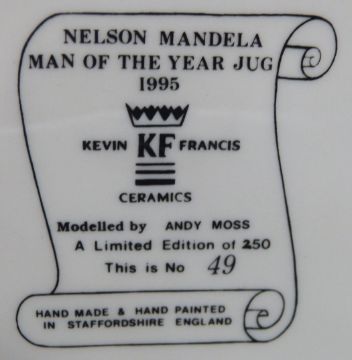 NELSON MANDELA
MAN OF THE YEAR JUG
1995
KEVIN KF FRANCIS
CERAMICS
Modelled by ANDY MOSS
A Limited Edition of 250
This is No 49
HAND MADE & HAND PAINTED
IN STAFFORDSHIRE ENGLAND